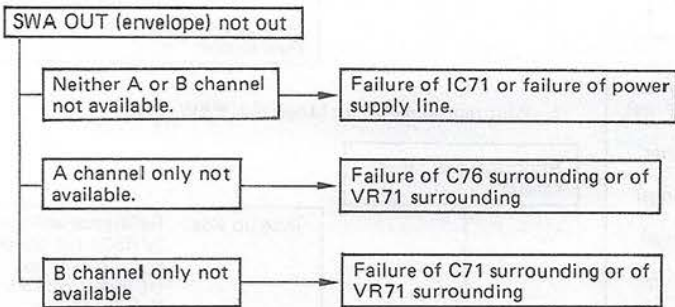 SWA OUT (envelope) not out
Neither A or B channel
not available.
Failure of IC71 or failure of power
supply line.
A channel only not
available.
Failure of C76 surrounding or of
VR71 surrounding
B channel only not
available
Failure of C71 surrounding or of
VR71 surrounding